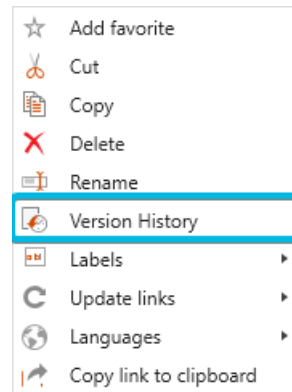 Add favorite
Cut
Copy
Delete
Rename
Version History
Labels
Update links
Languages
Copy link to clipboard